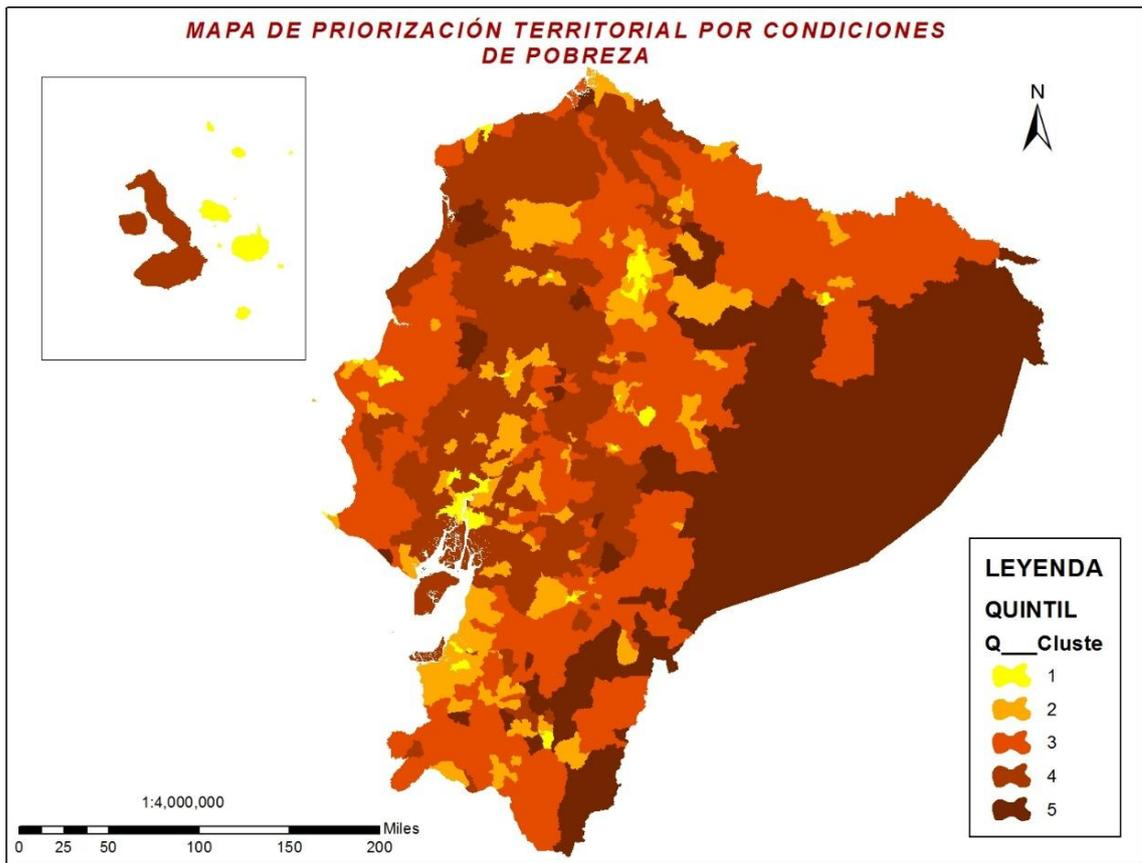 MAPA DE PRIORIZACIÓN TERRITORIAL POR CONDICIONES
DE POBREZA
N
LEYENDA
QUINTIL
Q___Cluste
1
2
3
4
5
1:4,000,000
Miles
0 25 50 100 150 200